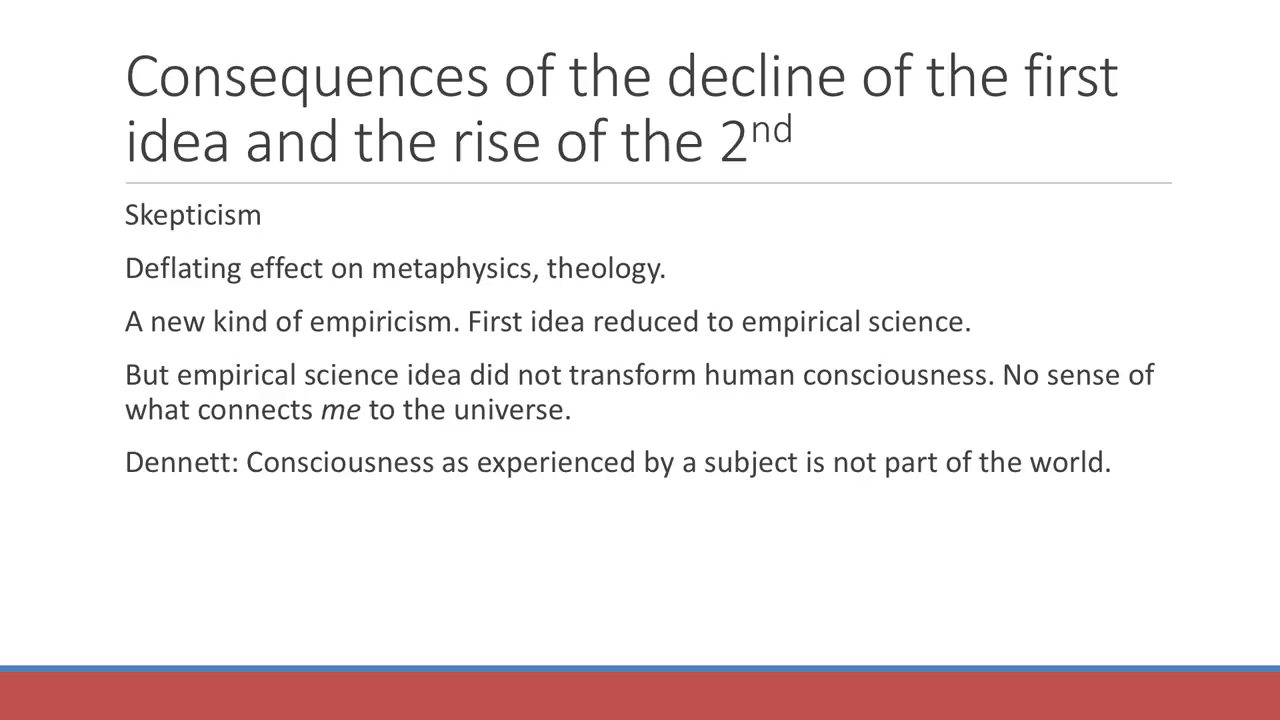 Consequences of the decline of the first
idea and the rise of the 2nd
Skepticism
Deflating effect on metaphysics, theology.
A new kind of empiricism. First idea reduced to empirical science.
But empirical science idea did not transform human consciousness. No sense of
what connects me to the universe.
Dennett: Consciousness as experienced by a subject is not part of the world.